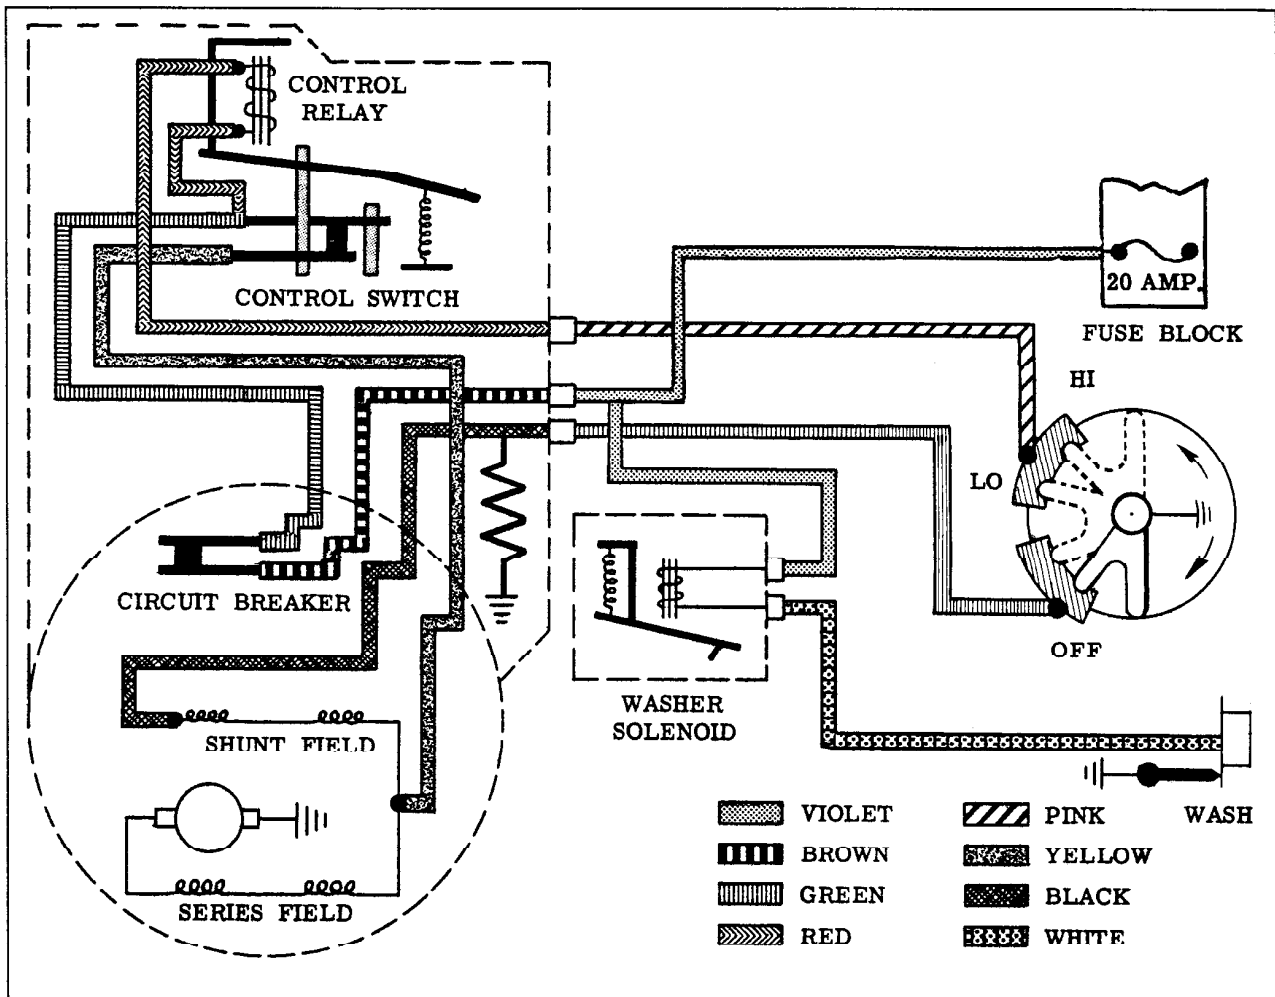 CONTROL
RELAY
CONTROL SWITCH
20 AMP.
FUSE BLOCK
HI
LO
OFF
CIRCUIT BREAKER
WASHER
SOLENOID
SHUNT FIELD
SERIES FIELD
WASH
VIOLET
BROWN
GREEN
RED
PINK
YELLOW
BLACK
WHITE